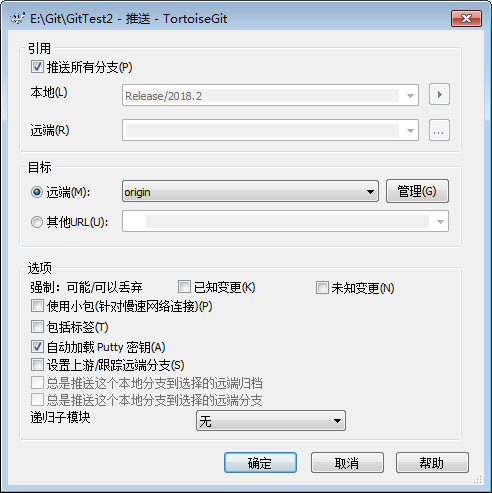 E:\Git\GitTest2 - 推送 - TortoiseGit
引用
推送所有分支(P)
本地(L)
Release/2018.2
远端(R)
...
目标
远端(M):
origin
管理(G)
其他URL(U):
选项
强制：可能/可以丢弃
已知变更(K)
未知变更(N)
使用小包(针对慢速网络连接)(P)
包括标签(T)
自动加载 Putty 密钥(A)
设置上游/跟踪远端分支(S)
总是推送这个本地分支到选择的远端归档
总是推送这个本地分支到选择的远端分支
递归子模块
无
确定
取消
帮助